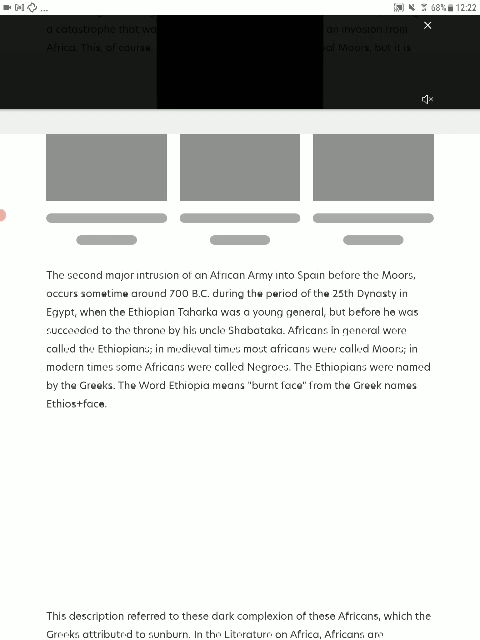 68% 12:22
a catastrophe that was an invasion from
Africa. This, of course al Moors, but it is
The second major intrusion of an African Army into Spain before the Moors,
occurs sometime around 700 B.C. during the period of the 25th Dynasty in
Egypt, when the Ethiopian Taharka was a young general, but before he was
succeeded to the throne by his uncle Shabataka. Africans in general were
called the Ethiopians; in medieval times most africans were called Moors; in
modern times some Africans were called Negroes. The Ethiopians were named
by the Greeks. The Word Ethiopia means "burnt face" from the Greek names
Ethios+face.
This description referred to these dark complexion of these Africans, which the
Greeks attributed to sunburn. In the Literature on Africa, Africans are